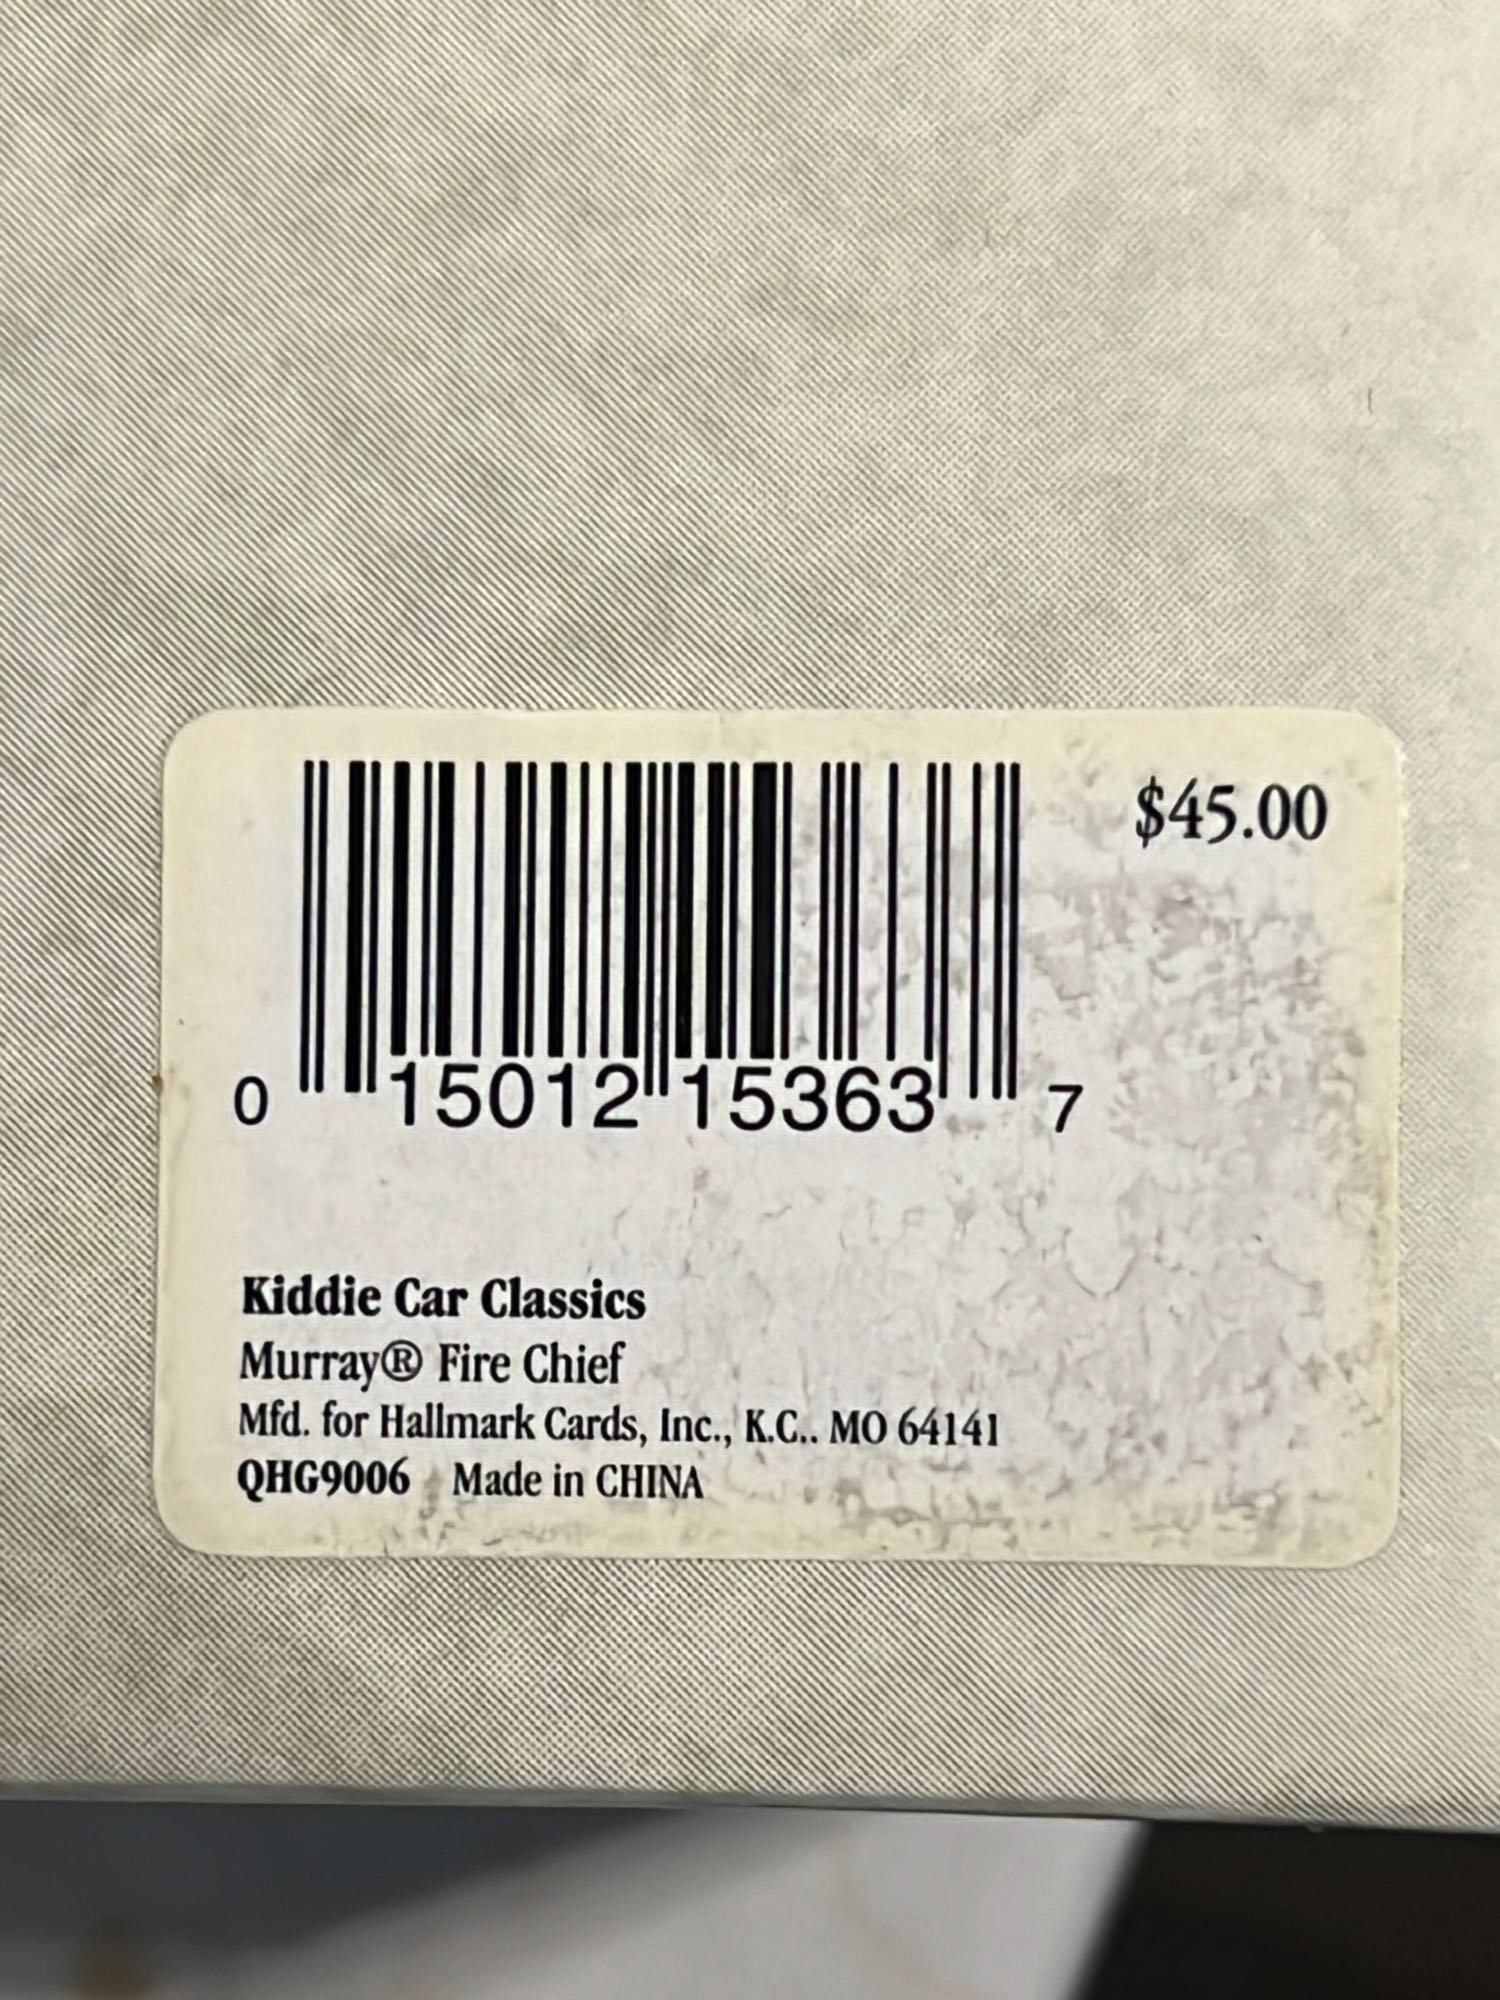 $45.00
0 15012 15363 7
Kiddie Car Classics
Murray® Fire Chief
Mfd. for Hallmark Cards, Inc., K.C.. MO 64141
QHG9006 Made in CHINA